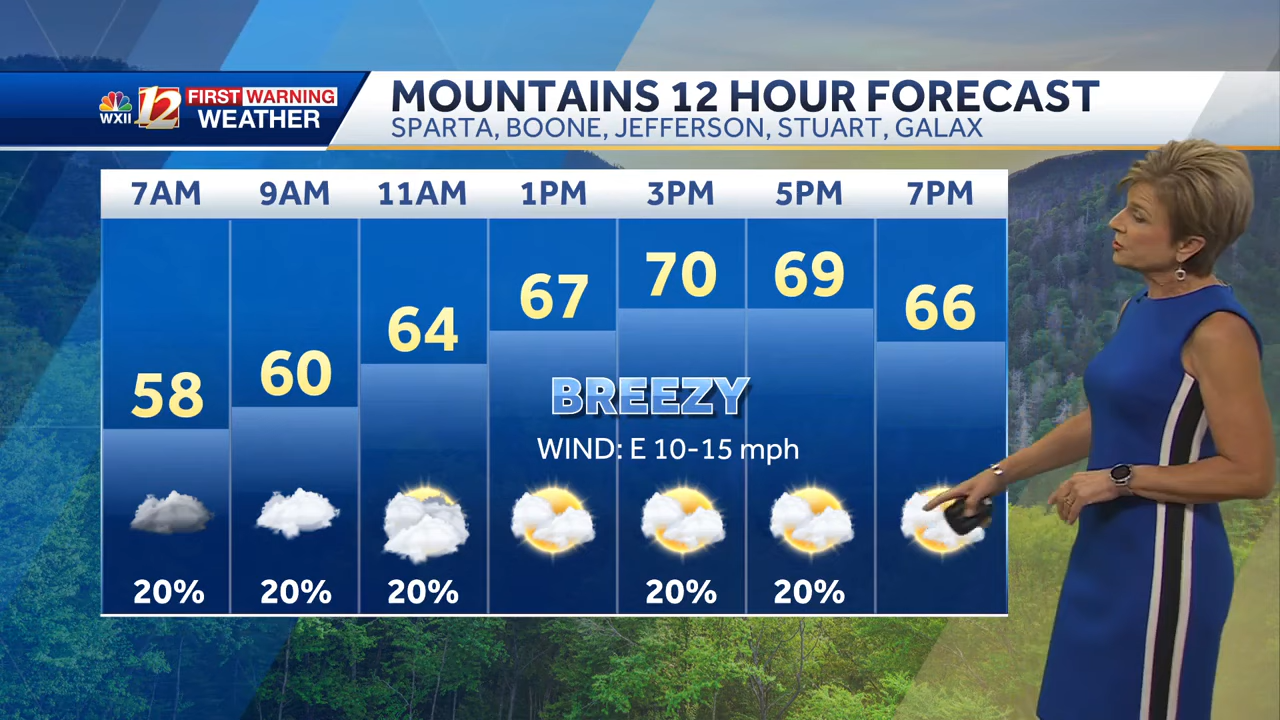 WXII 12 FIRST WARNING
WEATHER
MOUNTAINS 12 HOUR FORECAST
SPARTA, BOONE, JEFFERSON, STUART, GALAX
7AM 9AM 11AM 1PM 3PM 5PM 7PM
58 60 64 67 70 69 66
BREEZY
WIND: E 10-15 mph
20% 20% 20% 20% 20%